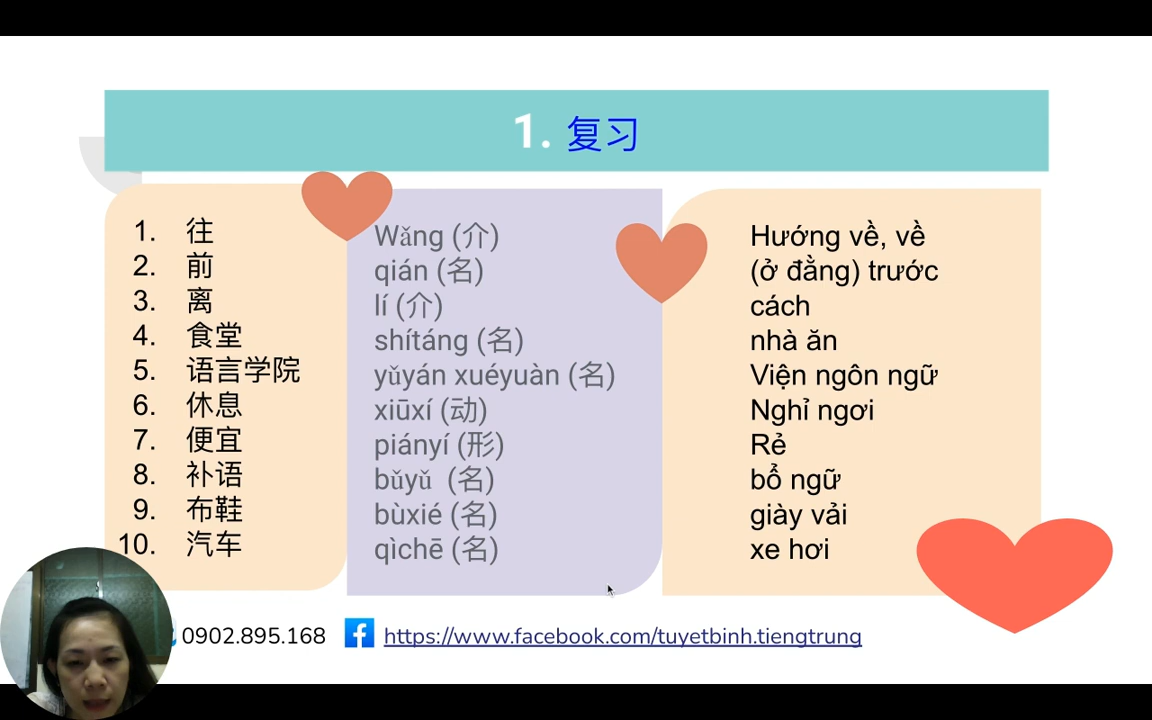 1. 复习
1. 往
2. 前
3. 离
4. 食堂
5. 语言学院
6. 休息
7. 便宜
8. 补语
9. 布鞋
10. 汽车
Wǎng (介)
qián (名)
lí (介)
shítáng (名)
yǔyán xuéyuàn (名)
xiūxí (动)
piányí (形)
bǔyǔ (名)
bùxié (名)
qìchē (名)
Hướng về, về
(ở đằng) trước
cách
nhà ăn
Viện ngôn ngữ
Nghỉ ngơi
Rẻ
bổ ngữ
giày vải
xe hơi
0902.895.168 https://www.facebook.com/tuyetbinh.tiengtrung